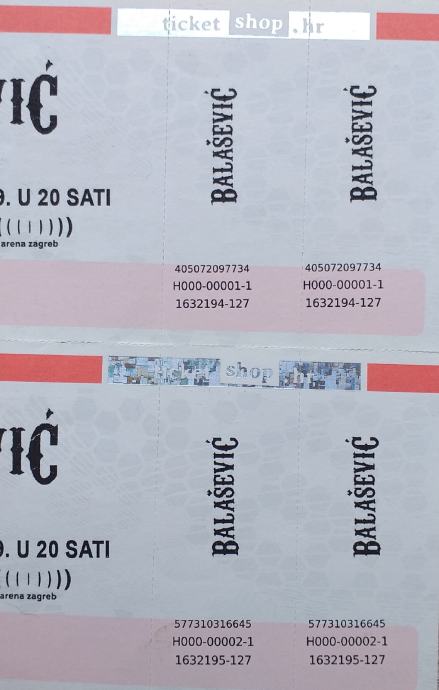 ticket shop .hr
VIĆ
BALAŠEVIĆ
BALAŠEVIĆ
9. U 20 SATI
arena zagreb
405072097734
H000-00001-1
1632194-127
405072097734
H000-00001-1
1632194-127
shop
VIĆ
BALAŠEVIĆ
BALAŠEVIĆ
9. U 20 SATI
arena zagreb
577310316645
H000-00002-1
1632195-127
577310316645
H000-00002-1
1632195-127